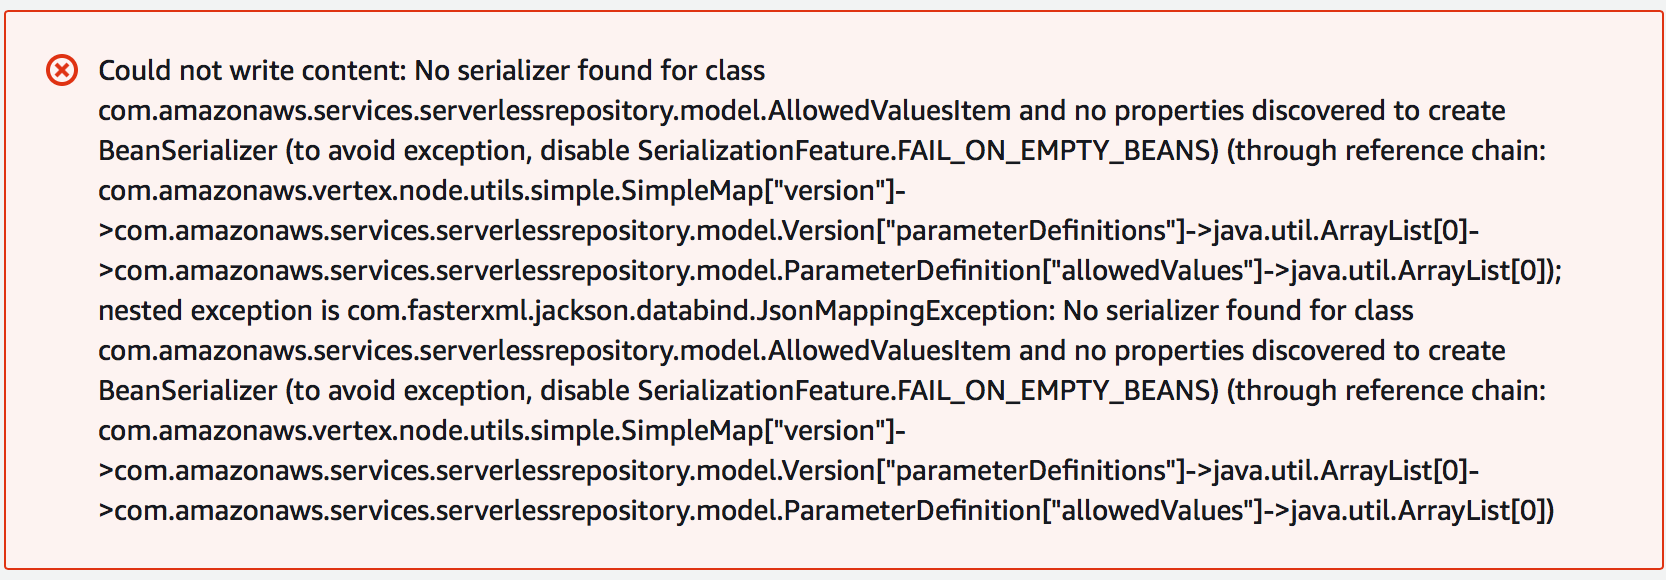 Could not write content: No serializer found for class
com.amazonaws.services.serverlessrepository.model.AllowedValuesItem and no properties discovered to create
BeanSerializer (to avoid exception, disable SerializationFeature.FAIL_ON_EMPTY_BEANS) (through reference chain:
com.amazonaws.vertex.node.utils.simple.SimpleMap["version"]-
>com.amazonaws.services.serverlessrepository.model.Version["parameterDefinitions"]->java.util.ArrayList[0]-
>com.amazonaws.services.serverlessrepository.model.ParameterDefinition["allowedValues"]->java.util.ArrayList[0]);
nested exception is com.fasterxml.jackson.databind.JsonMappingException: No serializer found for class
com.amazonaws.services.serverlessrepository.model.AllowedValuesItem and no properties discovered to create
BeanSerializer (to avoid exception, disable SerializationFeature.FAIL_ON_EMPTY_BEANS) (through reference chain:
com.amazonaws.vertex.node.utils.simple.SimpleMap["version"]-
>com.amazonaws.services.serverlessrepository.model.Version["parameterDefinitions"]->java.util.ArrayList[0]-
>com.amazonaws.services.serverlessrepository.model.ParameterDefinition["allowedValues"]->java.util.ArrayList[0])